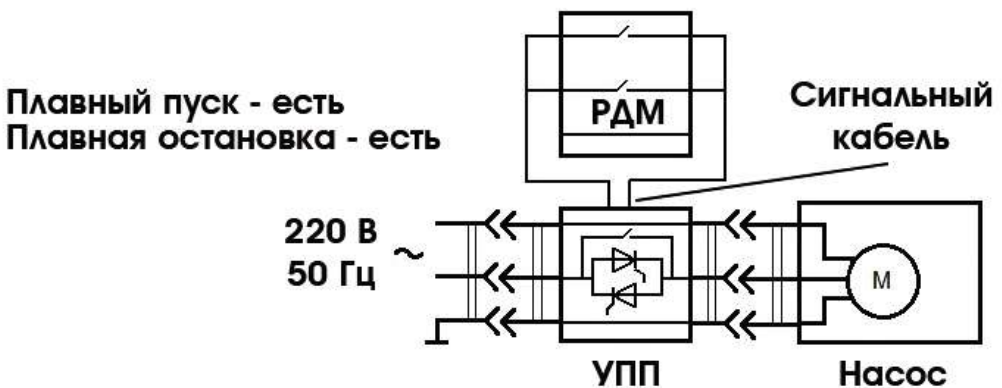 Плавный пуск - есть
Плавная остановка - есть
РДМ
Сигнальный
кабель
220 В
~
50 Гц
М
УПП
Насос